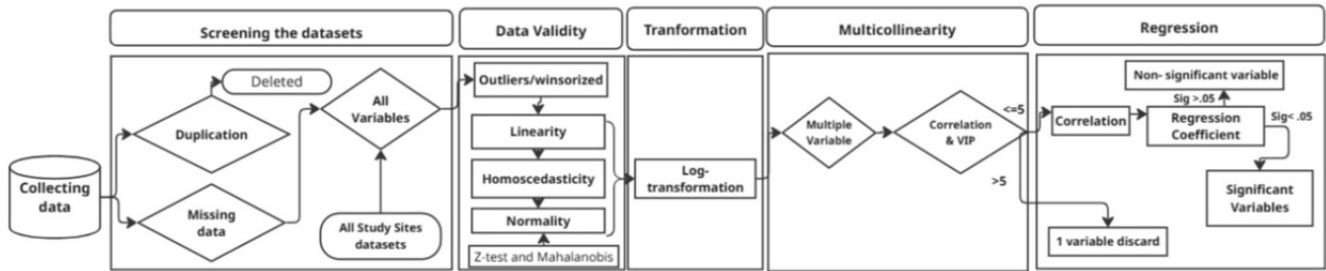 Screening the datasets
Data Validity
Tranformation
Multicollinearity
Regression
Collecting
data
Deleted
Duplication
Missing
data
All
Variables
All Study Sites
datasets
Outliers/winsorized
Linearity
Homoscedasticity
Normality
Z-test and Mahalanobis
Log-
transformation
Multiple
Variable
Correlation
& VIP
<=5
>5
Correlation
Non- significant variable
Sig >.05
Regression
Coefficient
Sig< .05
Significant
Variables
1 variable discard